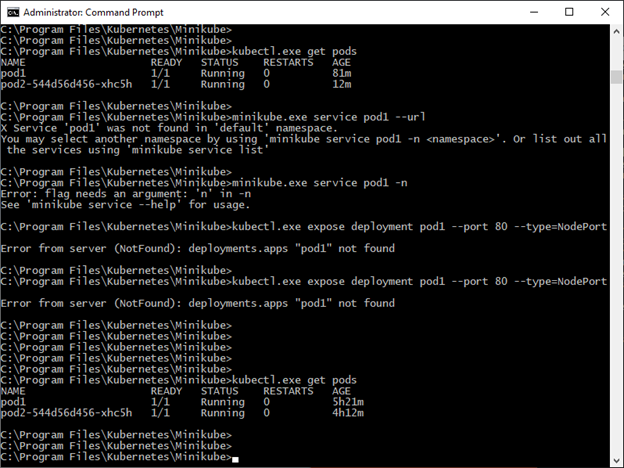 Administrator: Command Prompt
C:\Program Files\Kubernetes\Minikube>
C:\Program Files\Kubernetes\Minikube>
C:\Program Files\Kubernetes\Minikube>kubectl.exe get pods
NAME READY STATUS RESTARTS AGE
pod1 1/1 Running 0 81m
pod2-544d56d456-xhc5h 1/1 Running 0 12m
C:\Program Files\Kubernetes\Minikube>
C:\Program Files\Kubernetes\Minikube>minikube.exe service pod1 --url
X Service 'pod1' was not found in 'default' namespace.
You may select another namespace by using 'minikube service pod1 -n <namespace>'. Or list out all
the services using 'minikube service list'
C:\Program Files\Kubernetes\Minikube>
C:\Program Files\Kubernetes\Minikube>minikube.exe service pod1 -n
Error: flag needs an argument: 'n' in -n
See 'minikube service --help' for usage.
C:\Program Files\Kubernetes\Minikube>kubectl.exe expose deployment pod1 --port 80 --type=NodePort
Error from server (NotFound): deployments.apps "pod1" not found
C:\Program Files\Kubernetes\Minikube>
C:\Program Files\Kubernetes\Minikube>kubectl.exe expose deployment pod1 --port 80 --type=NodePort
Error from server (NotFound): deployments.apps "pod1" not found
C:\Program Files\Kubernetes\Minikube>
C:\Program Files\Kubernetes\Minikube>
C:\Program Files\Kubernetes\Minikube>
C:\Program Files\Kubernetes\Minikube>
C:\Program Files\Kubernetes\Minikube>
C:\Program Files\Kubernetes\Minikube>kubectl.exe get pods
NAME READY STATUS RESTARTS AGE
pod1 1/1 Running 0 5h21m
pod2-544d56d456-xhc5h 1/1 Running 0 4h12m
C:\Program Files\Kubernetes\Minikube>
C:\Program Files\Kubernetes\Minikube>
C:\Program Files\Kubernetes\Minikube>